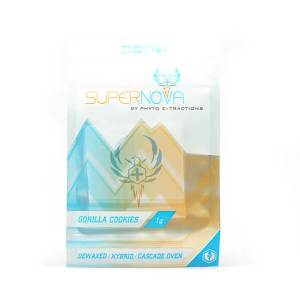 SUPERNOVA
BY PHYTO EXTRACTIONS
GORILLA COOKIES
1g
DEWAXED / HYBRID / CASCADE OVEN